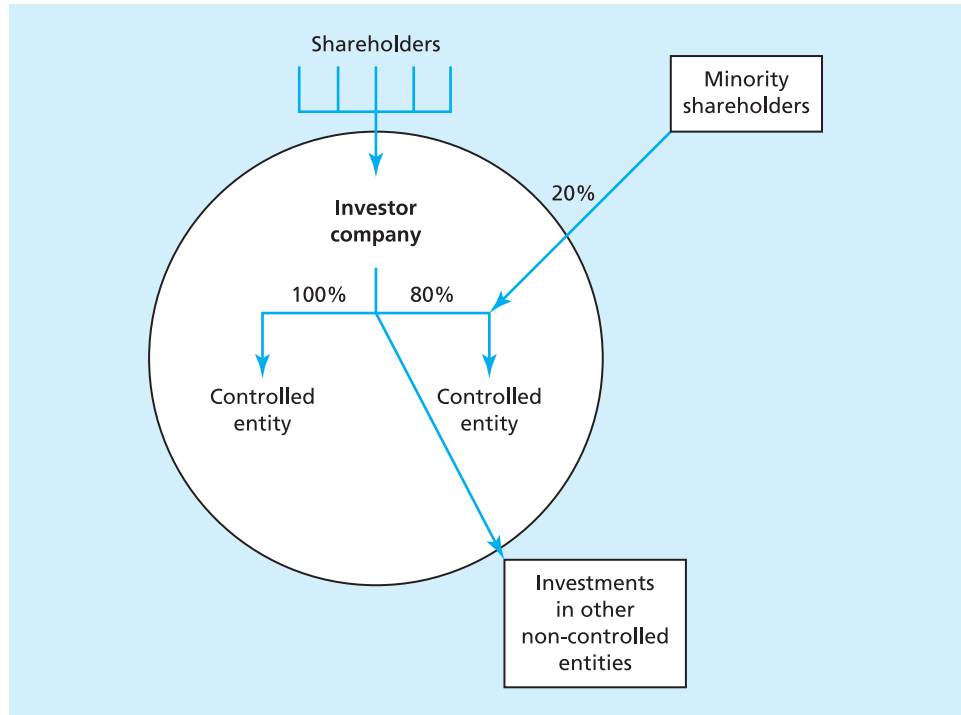 Shareholders
Minority
shareholders
20%
Investor
company
100%
80%
Controlled
entity
Controlled
entity
Investments
in other
non-controlled
entities